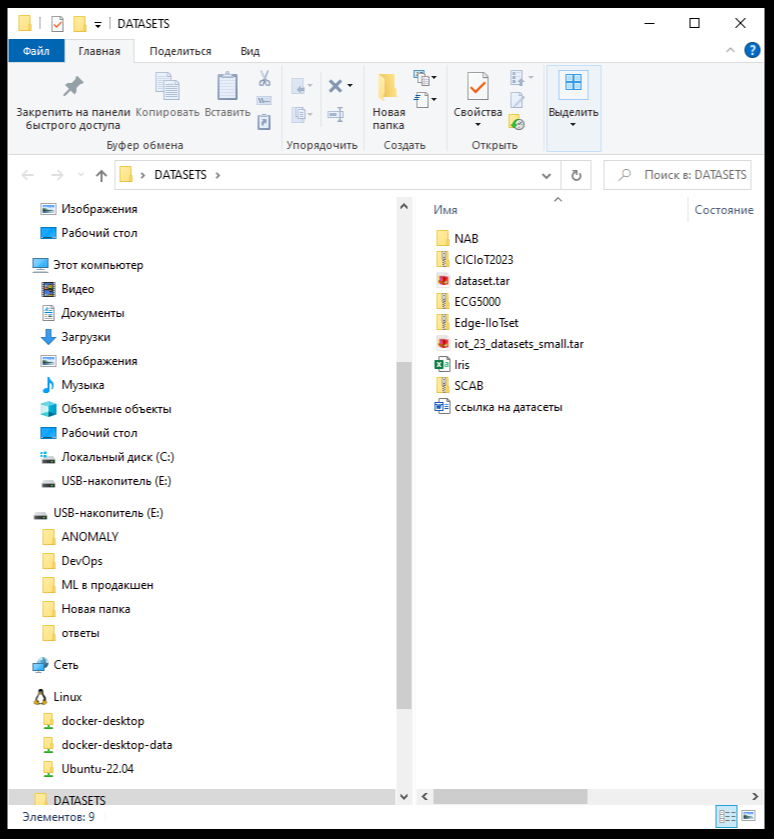 DATASETS
Файл
Главная
Поделиться
Вид
Закрепить на панели
быстрого доступа
Копировать
Вставить
Буфер обмена
Упорядочить
Новая
папка
Создать
Свойства
Открыть
Выделить
DATASETS
Поиск в: DATASETS
Изображения
Рабочий стол
Этот компьютер
Видео
Документы
Загрузки
Изображения
Музыка
Объемные объекты
Рабочий стол
Локальный диск (C:)
USB-накопитель (E:)
USB-накопитель (E:)
ANOMALY
DevOps
ML в продакшен
Новая папка
ответы
Сеть
Linux
docker-desktop
docker-desktop-data
Ubuntu-22.04
DATASETS
Имя
Состояние
NAB
CICIoT2023
dataset.tar
ECG5000
Edge-IIoTset
iot_23_datasets_small.tar
Iris
SCAB
ссылка на датасеты
Элементов: 9